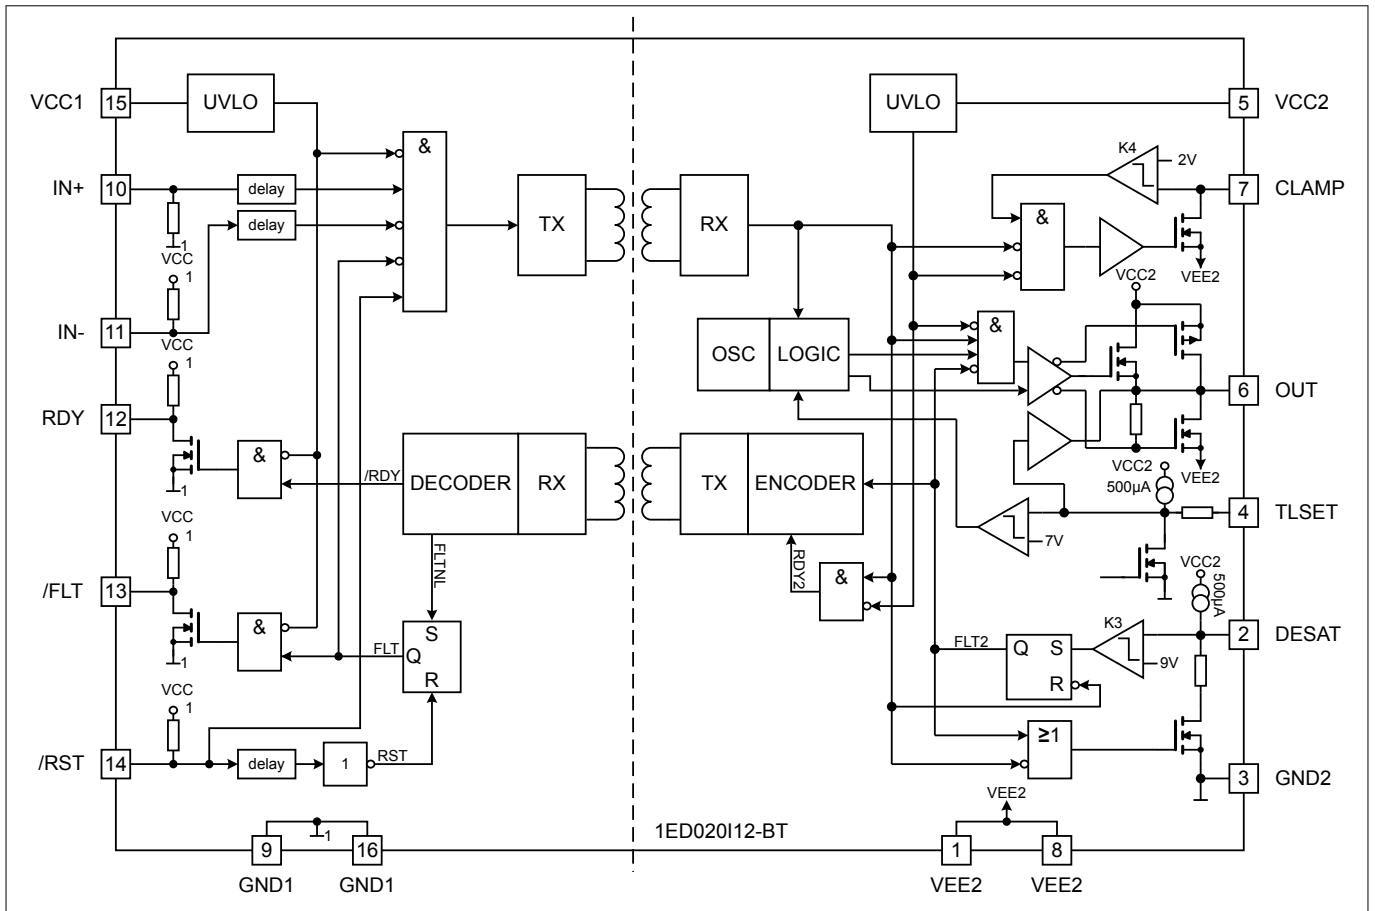 VCC1
15
UVLO
UVLO
5
VCC2
K4
2V
IN+
10
delay
&
7
CLAMP
TX
RX
&
delay
1
VCC
1
VEE2
VCC2
IN-
11
VCC
1
OSC
LOGIC
&
6
OUT
RDY
12
&
/RDY
DECODER
RX
TX
ENCODER
VCC2
500µA
VEE2
1
4
TLSET
7V
VCC
1
FLTNL
RDY2
&
VCC2
500µA
/FLT
13
&
FLT
S
Q
R
FLT2
Q
S
R
K3
9V
2
DESAT
1
VCC
1
≥1
/RST
14
delay
1
RST
3
GND2
VEE2
1
1ED020I12-BT
9
16
1
8
GND1
GND1
VEE2
VEE2